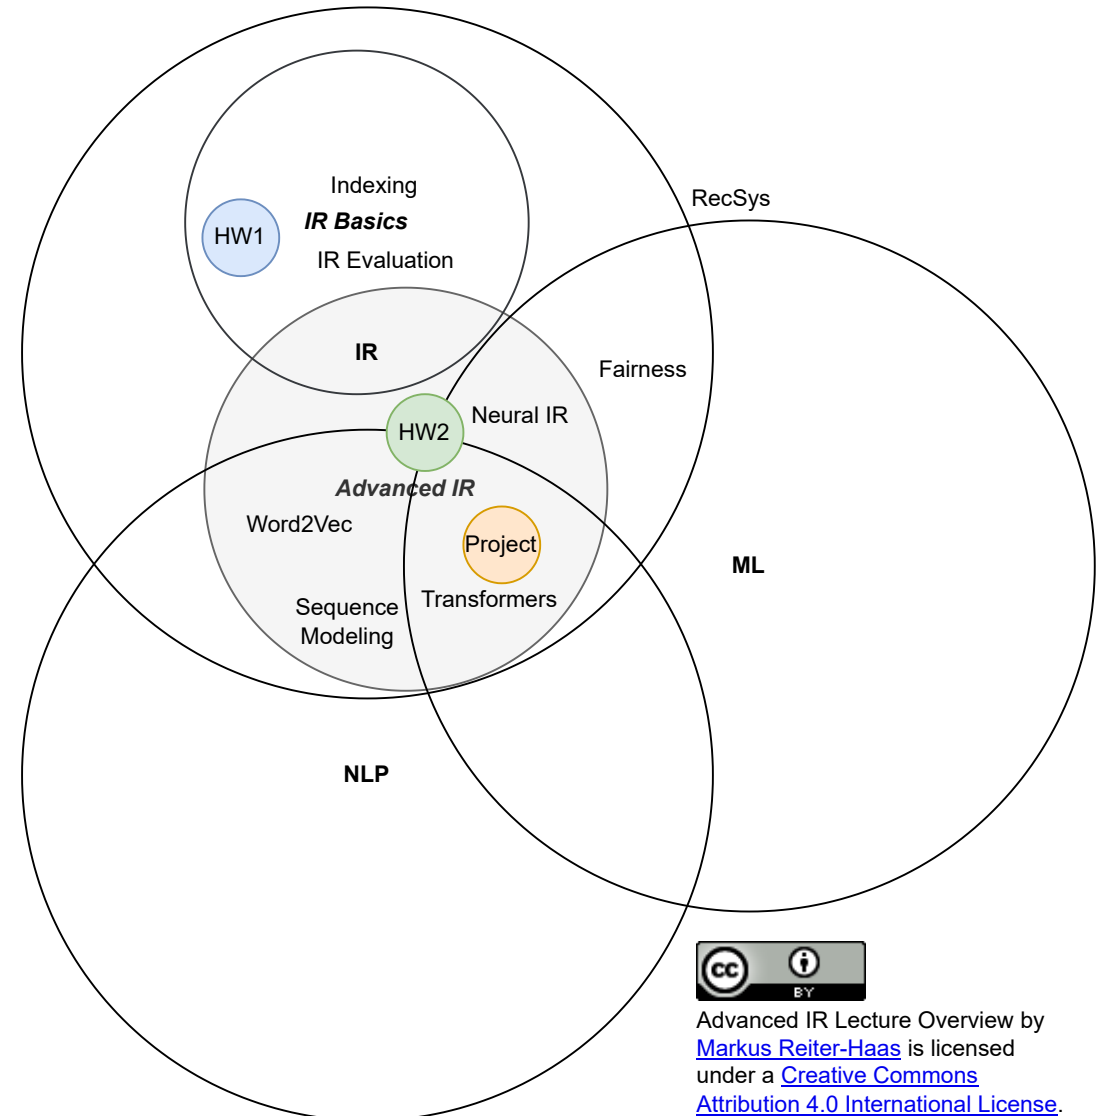 Indexing
RecSys
IR Basics
HW1
IR Evaluation
IR
Fairness
Neural IR
HW2
Advanced IR
Word2Vec
Project
ML
Transformers
Sequence
Modeling
NLP
cc
BY
Advanced IR Lecture Overview by
Markus Reiter-Haas is licensed
under a Creative Commons
Attribution 4.0 International License.